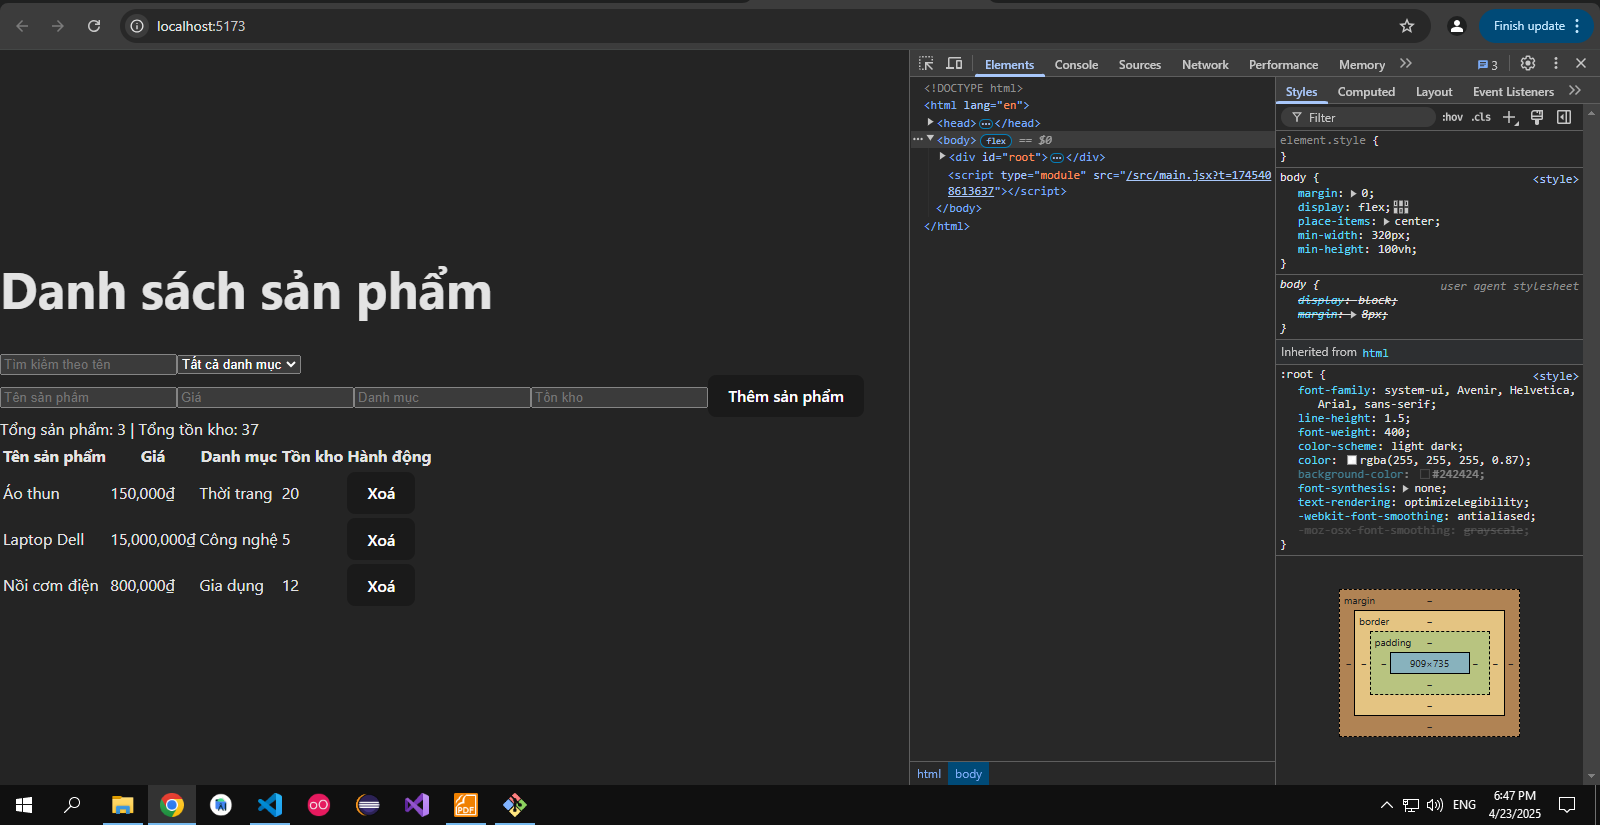 localhost:5173
Finish update
Danh sách sản phẩm
Tìm kiếm theo tên
Tất cả danh mục
Tên sản phẩm
Giá
Danh mục
Tồn kho
Thêm sản phẩm
Tổng sản phẩm: 3 | Tổng tồn kho: 37
Tên sản phẩm Giá Danh mục Tồn kho Hành động
Áo thun 150,000₫ Thời trang 20 Xoá
Laptop Dell 15,000,000₫ Công nghệ 5 Xoá
Nồi cơm điện 800,000₫ Gia dụng 12 Xoá
Elements Console Sources Network Performance Memory 3
<!DOCTYPE html>
<html lang="en">
<head> … </head>
<body> flex == $0
<div id="root"> … </div>
<script type="module" src="/src/main.jsx?t=174540
8613637"></script>
</body>
</html>
html body
Styles Computed Layout Event Listeners
Filter :hov .cls
element.style {
}
body { <style>
margin: 0;
display: flex;
place-items: center;
min-width: 320px;
min-height: 100vh;
}
body { user agent stylesheet
display: block;
margin: 8px;
}
Inherited from html
:root { <style>
font-family: system-ui, Avenir, Helvetica,
Arial, sans-serif;
line-height: 1.5;
font-weight: 400;
color-scheme: light dark;
color: rgba(255, 255, 255, 0.87);
background-color: #242424;
font-synthesis: none;
text-rendering: optimizeLegibility;
-webkit-font-smoothing: antialiased;
-moz-osx-font-smoothing: grayscale;
}
margin –
border –
padding –
– – – 909×735 – – –
–
–
–
PDF
ENG
6:47 PM
4/23/2025